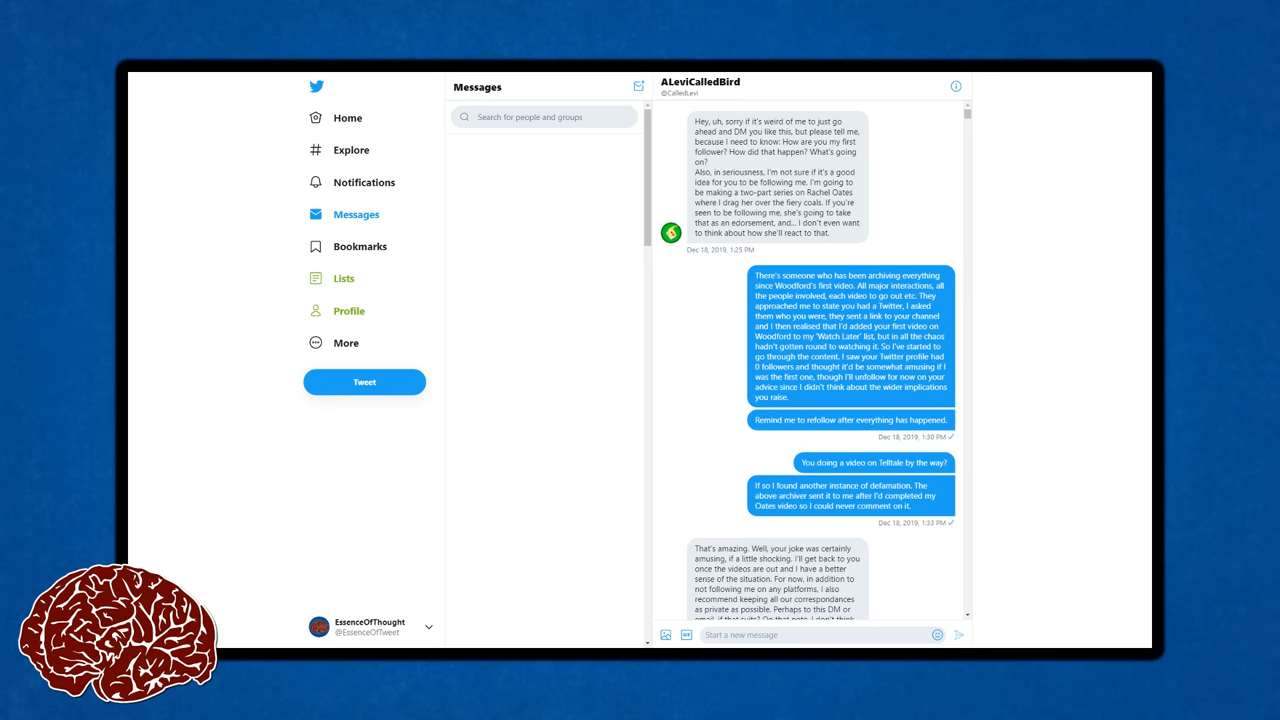 Home
Explore
Notifications
Messages
Bookmarks
Lists
Profile
More
Tweet
EssenceOfThought
@EssenceOfTweet
Messages
Search for people and groups
ALeviCalledBird
@CalledLevi
Hey, uh, sorry if it's weird of me to just go
ahead and DM you like this, but please tell me,
because I need to know: How are you my first
follower? How did that happen? What's going
on?
Also, in seriousness, I'm not sure if it's a good
idea for you to be following me. I'm going to
be making a two-part series on Rachel Oates
where I drag her over the fiery coals. If you're
seen to be following me, she's going to take
that as an edorsement, and... I don't even want
to think about how she'll react to that.
Dec 18, 2019, 1:25 PM
There's someone who has been archiving everything
since Woodford's first video. All major interactions, all
the people involved, each video to go out etc. They
approached me to state you had a Twitter, I asked
them who you were, they sent a link to your channel
and I then realised that I'd added your first video on
Woodford to my 'Watch Later' list, but in all the chaos
hadn't gotten round to watching it. So I've started to
go through the content. I saw your Twitter profile had
0 followers and thought it'd be somewhat amusing if I
was the first one, though I'll unfollow for now on your
advice since I didn't think about the wider implications
you raise.
Remind me to refollow after everything has happened.
Dec 18, 2019, 1:30 PM
You doing a video on Telltale by the way?
If so I found another instance of defamation. The
above archiver sent it to me after I'd completed my
Oates video so I could never comment on it.
Dec 18, 2019, 1:33 PM
That's amazing. Well, your joke was certainly
amusing, if a little shocking. I'll get back to you
once the videos are out and I have a better
sense of the situation. For now, in addition to
not following me on any platforms, I also
recommend keeping all our correspondances
as private as possible. Perhaps to this DM or
email, if that suits? On that note, I don't think
GIF
Start a new message